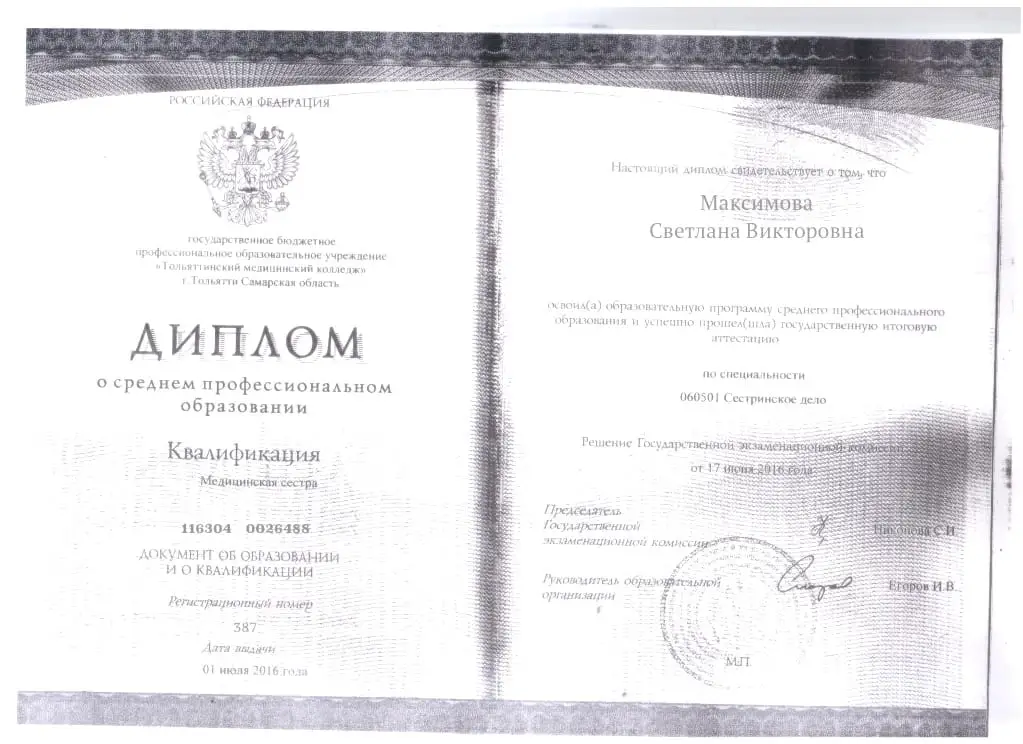 РОССИЙСКАЯ ФЕДЕРАЦИЯ
государственное бюджетное
профессиональное образовательное учреждение
«Тольяттинский медицинский колледж»
г.Тольятти Самарская область
ДИПЛОМ
о среднем профессиональном
образовании
Квалификация
Медицинская сестра
116304 0026488
ДОКУМЕНТ ОБ ОБРАЗОВАНИИ
И О КВАЛИФИКАЦИИ
Регистрационный номер
387
Дата выдачи
01 июля 2016 года
Настоящий диплом свидетельствует о том, что
Максимова
Светлана Викторовна
освоил(а) образовательную программу среднего профессионального
образования и успешно прошел(шла) государственную итоговую
аттестацию
по специальности
060501 Сестринское дело
Решение Государственной экзаменационной комиссии
от 17 июня 2016 года
Председатель
Государственной
экзаменационной комиссии
Никонова С.И.
Руководитель образовательной
организации
Егоров И.В.
М.П.